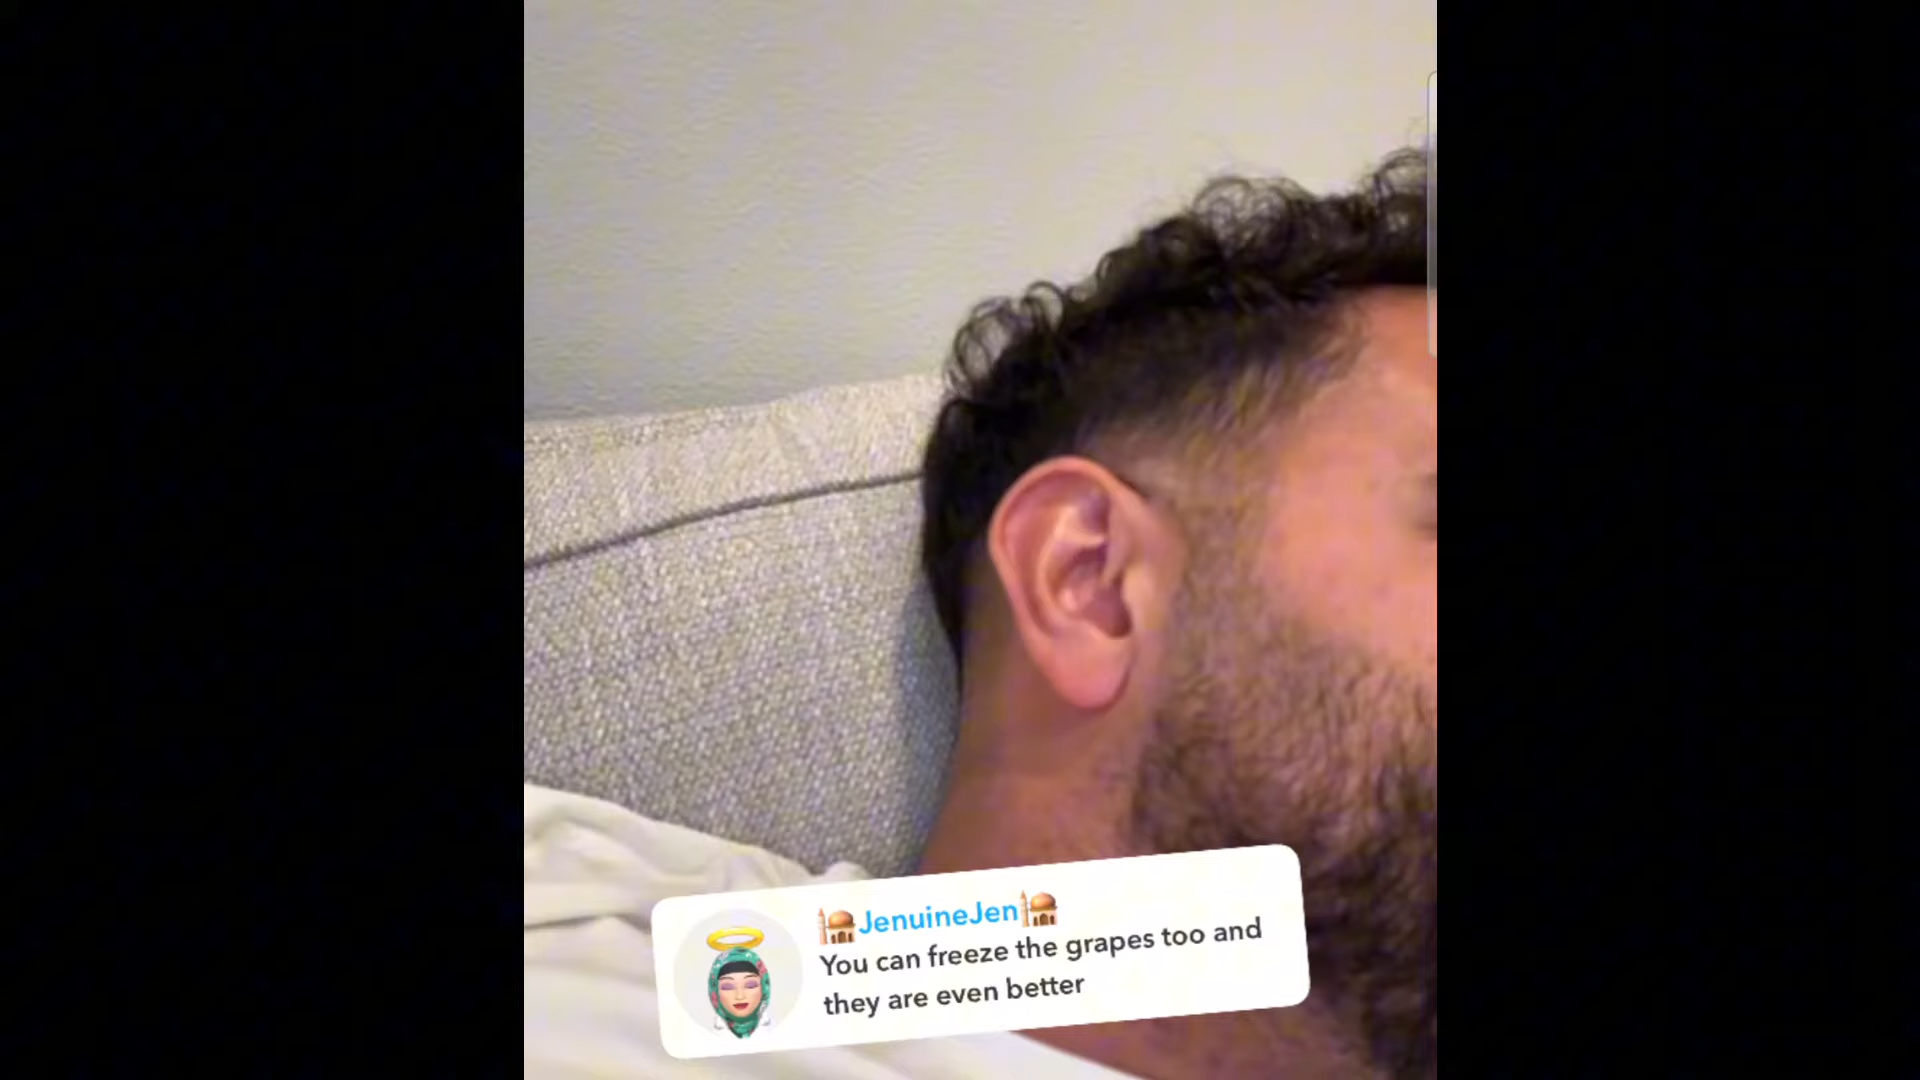 🕌JenuineJen🕌
You can freeze the grapes too and
they are even better